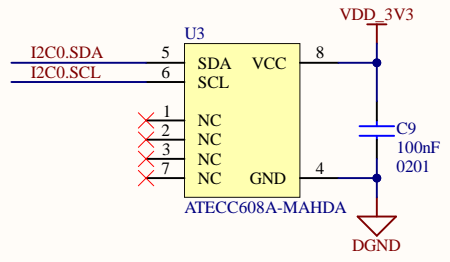 VDD_3V3
U3
I2C0.SDA 5 SDA VCC 8
I2C0.SCL 6 SCL
1 NC
2 NC
3 NC
7 NC GND 4
C9
100nF
0201
ATECC608A-MAHDA
DGND